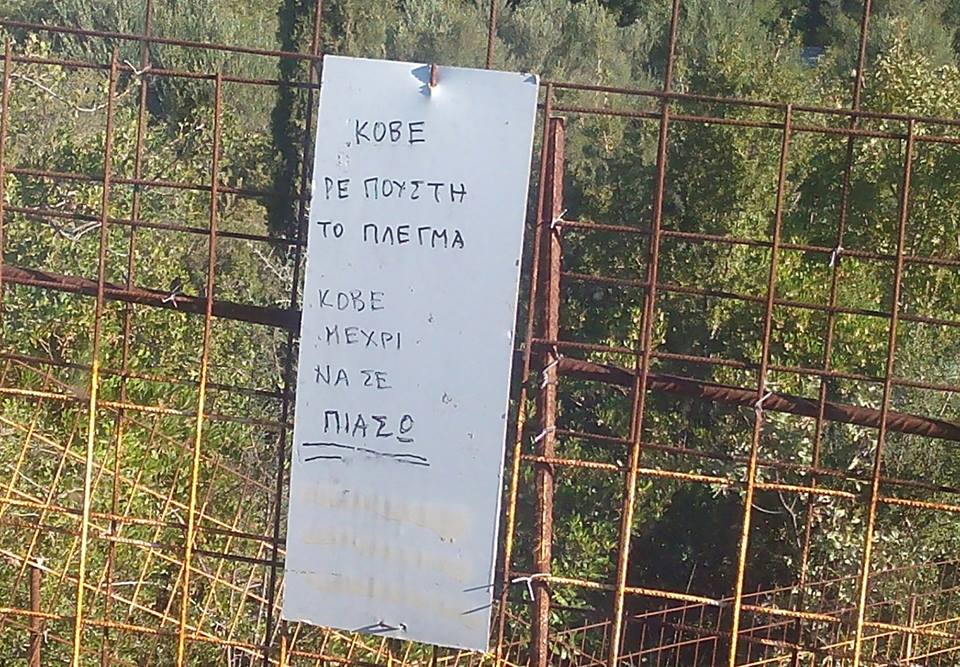 ΚΟΒΕ
ΡΕ ΠΟΥΣΤΗ
ΤΟ ΠΛΕΓΜΑ
ΚΟΒΕ
ΜΕΧΡΙ
ΝΑ ΣΕ
ΠΙΑΣΩ